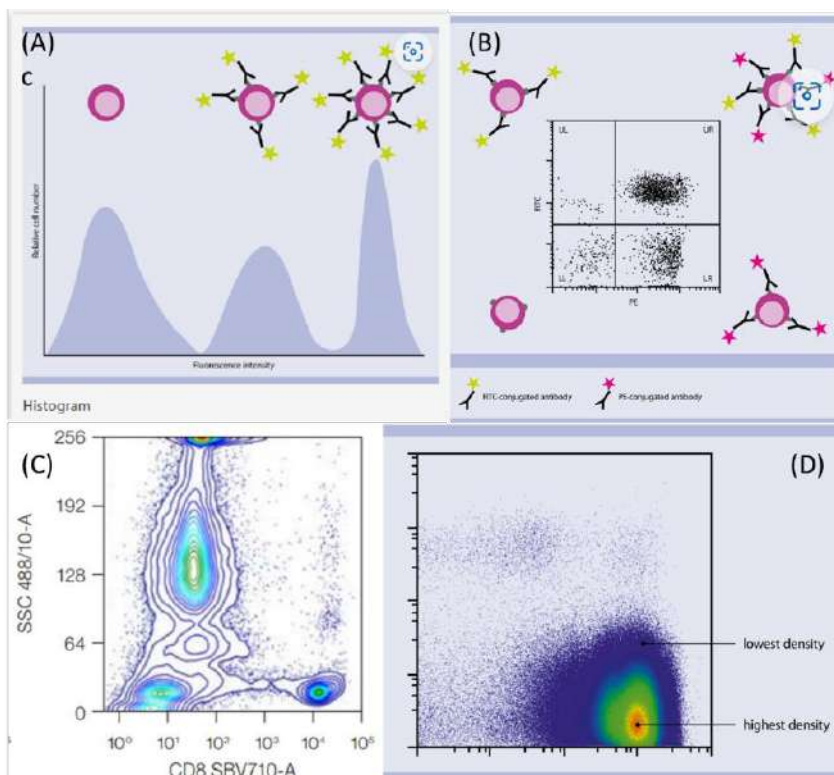 (A)
c
Relative cell number
Fluorescence intensity
Histogram
(B)
UL
UR
FITC
LL
LR
PE
FITC-conjugated antibody
PE-conjugated antibody
(C)
256
192
128
64
0
SSC 488/10-A
10⁰
10¹
10²
10³
10⁴
10⁵
CD8 SBV710-A
(D)
lowest density
highest density